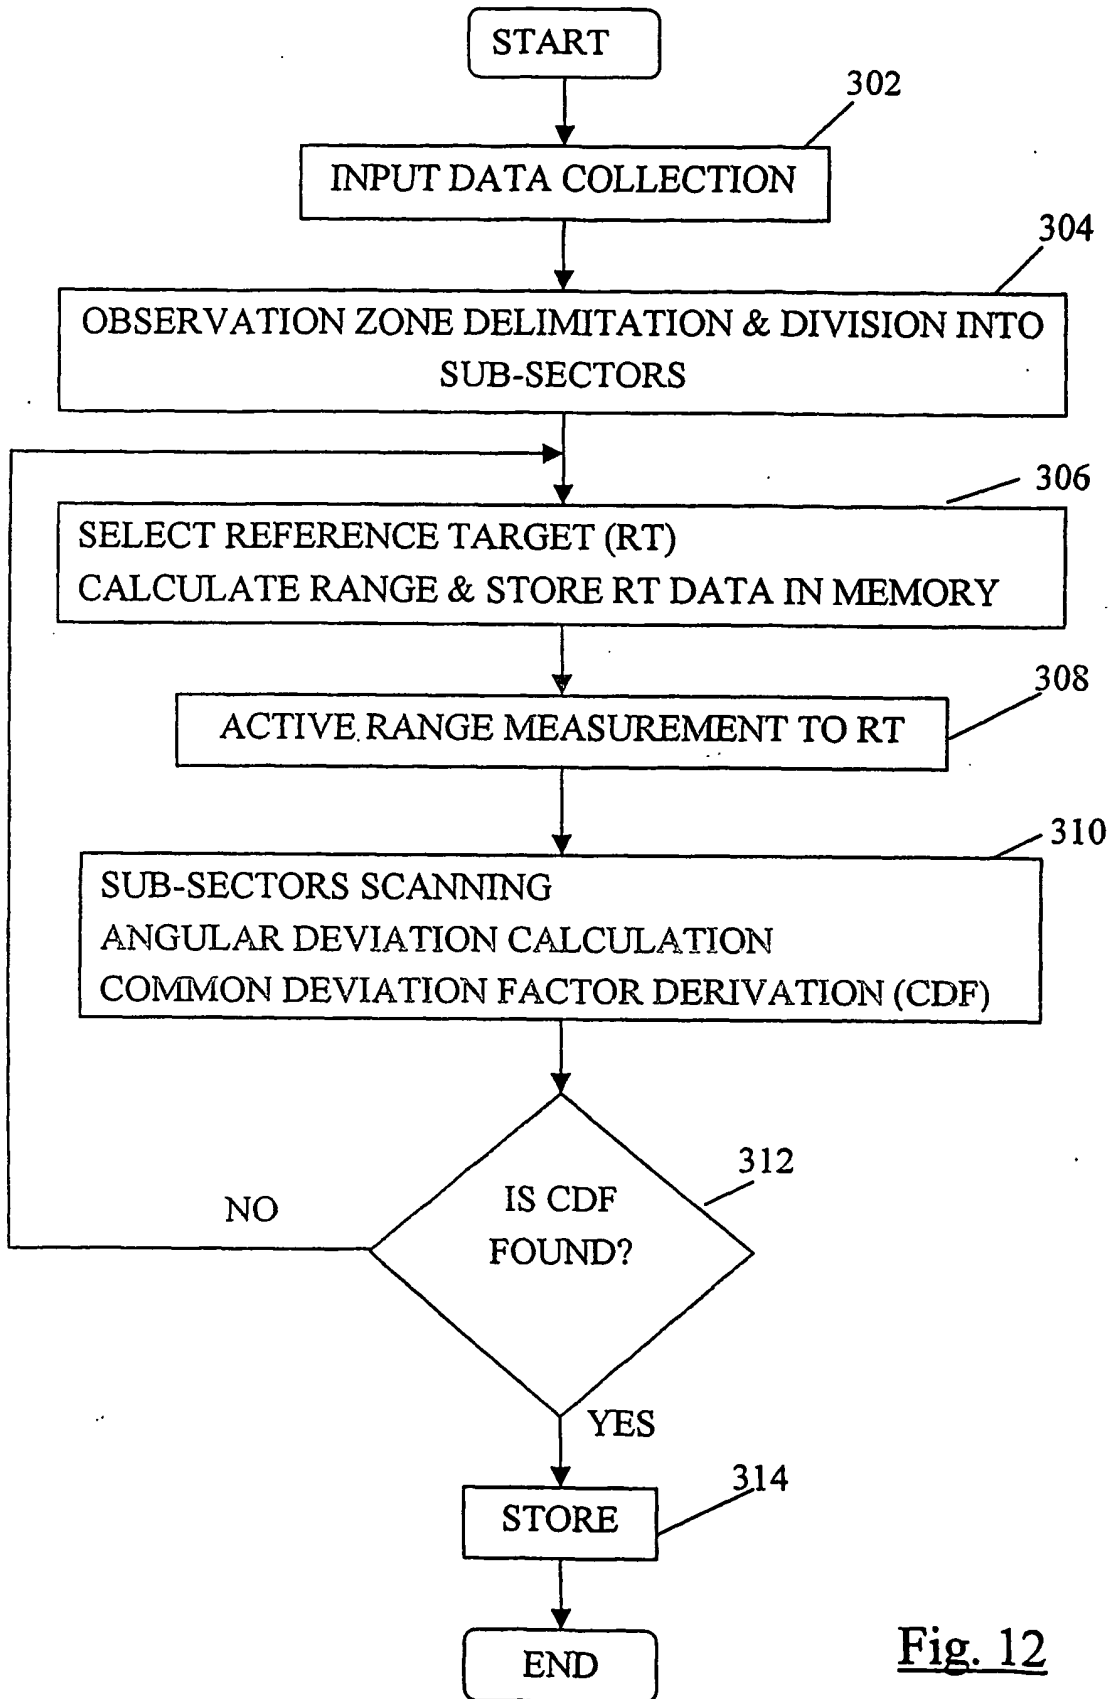 START
302
INPUT DATA COLLECTION
304
OBSERVATION ZONE DELIMITATION & DIVISION INTO
SUB-SECTORS
306
SELECT REFERENCE TARGET (RT)
CALCULATE RANGE & STORE RT DATA IN MEMORY
308
ACTIVE RANGE MEASUREMENT TO RT
310
SUB-SECTORS SCANNING
ANGULAR DEVIATION CALCULATION
COMMON DEVIATION FACTOR DERIVATION (CDF)
312
IS CDF
FOUND?
NO
YES
314
STORE
END
Fig. 12